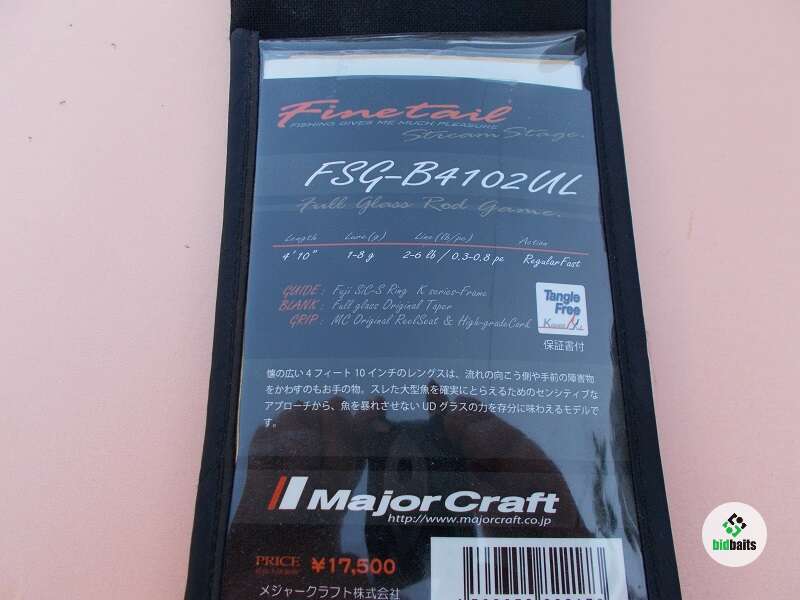 Finetail
FISHING GIVES ME MUCH PLEASURE
Stream Stage.
FSG-B4102UL
Full Glass Rod Game.
Length Lure(g) Line(lb/pe) Action
4'10" 1-8 g 2-6 lb / 0.3-0.8 pe RegularFast
GUIDE : Fuji SiC-S Ring K series-Frame
BLANK : Full glass Original Taper
GRIP : MC Original ReelSeat & High-gradeCork
Tangle
Free
保証書付
懐の広い4フィート10インチのレングスは、流れの向こう側や手前の障害物
をかわすのもお手の物。スレた大型魚を確実にとらえるためのセンシティブな
アプローチから、魚を暴れさせないUDグラスの力を存分に味わえるモデルで
す。
Major Craft
http://www.majorcraft.co.jp
PRICE ¥17,500
メジャークラフト株式会社
bidbaits